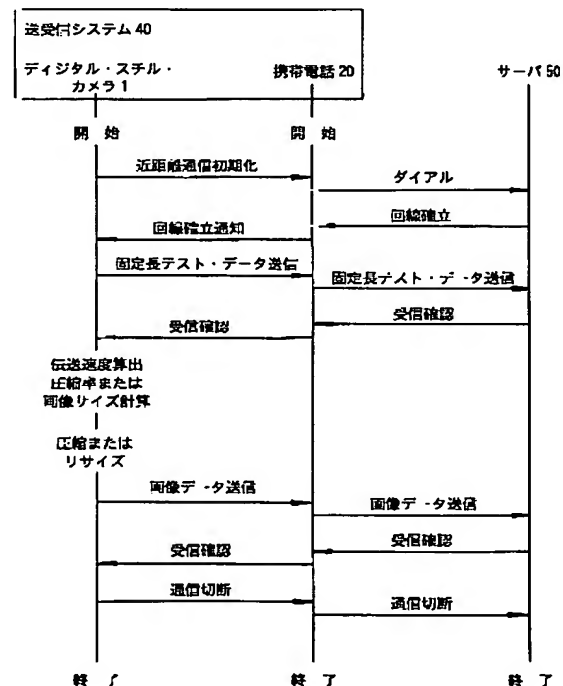 送受信システム 40
ディジタル・スチル・
カメラ 1
携帯電話 20
サーバ 50
開 始
開 始
近距離通信初期化
ダイアル
回線確立
回線確立通知
固定長テスト・データ送信
固定長テスト・データ送信
受信確認
受信確認
伝送速度算出
圧縮率または
画像サイズ計算
圧縮または
リサイズ
画像データ送信
画像データ送信
受信確認
受信確認
通信切断
通信切断
終 了
終 了
終 了